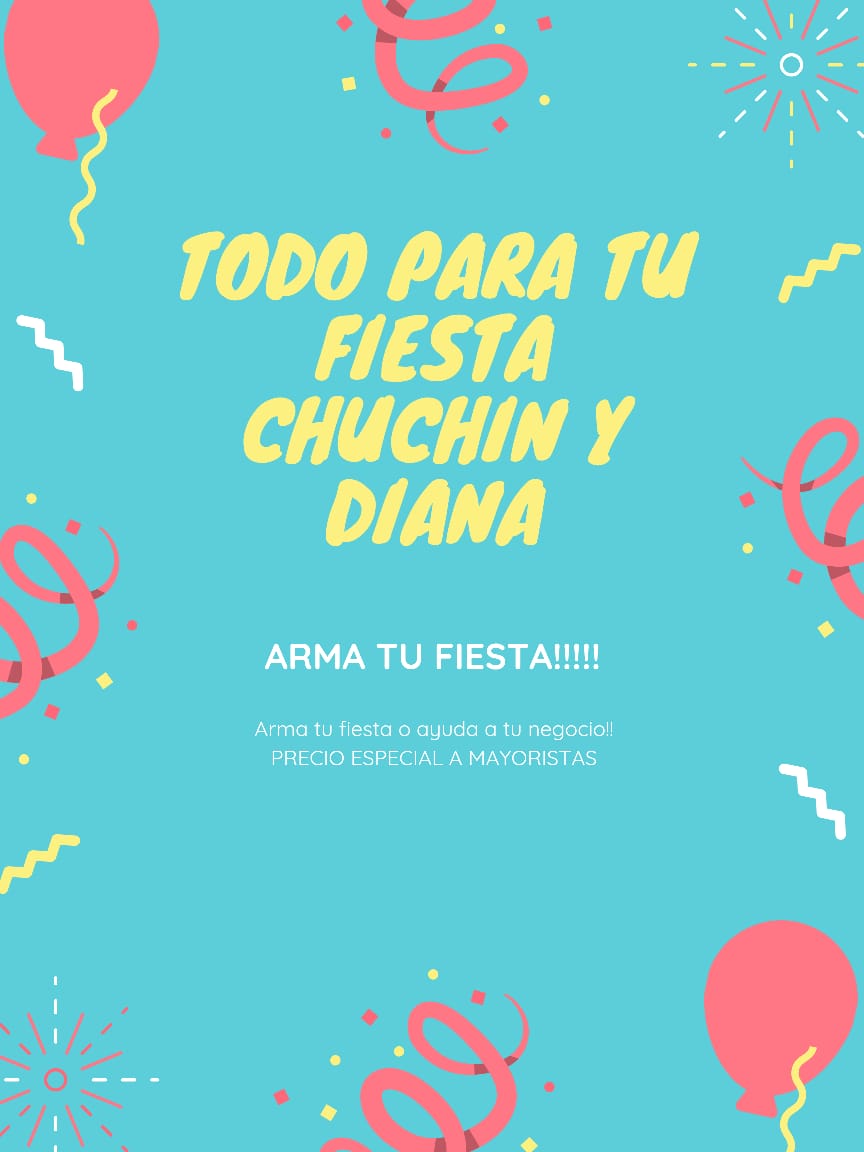 TODO PARA TU
FIESTA
CHUCHIN Y
DIANA
ARMA TU FIESTA!!!!!
Arma tu fiesta o ayuda a tu negocio!!
PRECIO ESPECIAL A MAYORISTAS